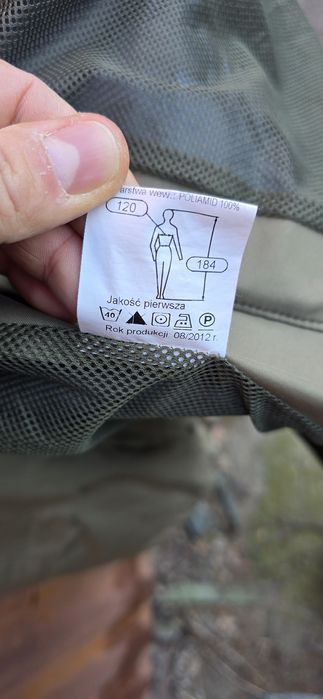 arstwa wew.: POLIAMID 100%
120
184
Jakość pierwsza
40
P
Rok produkcji 08/2012 r.